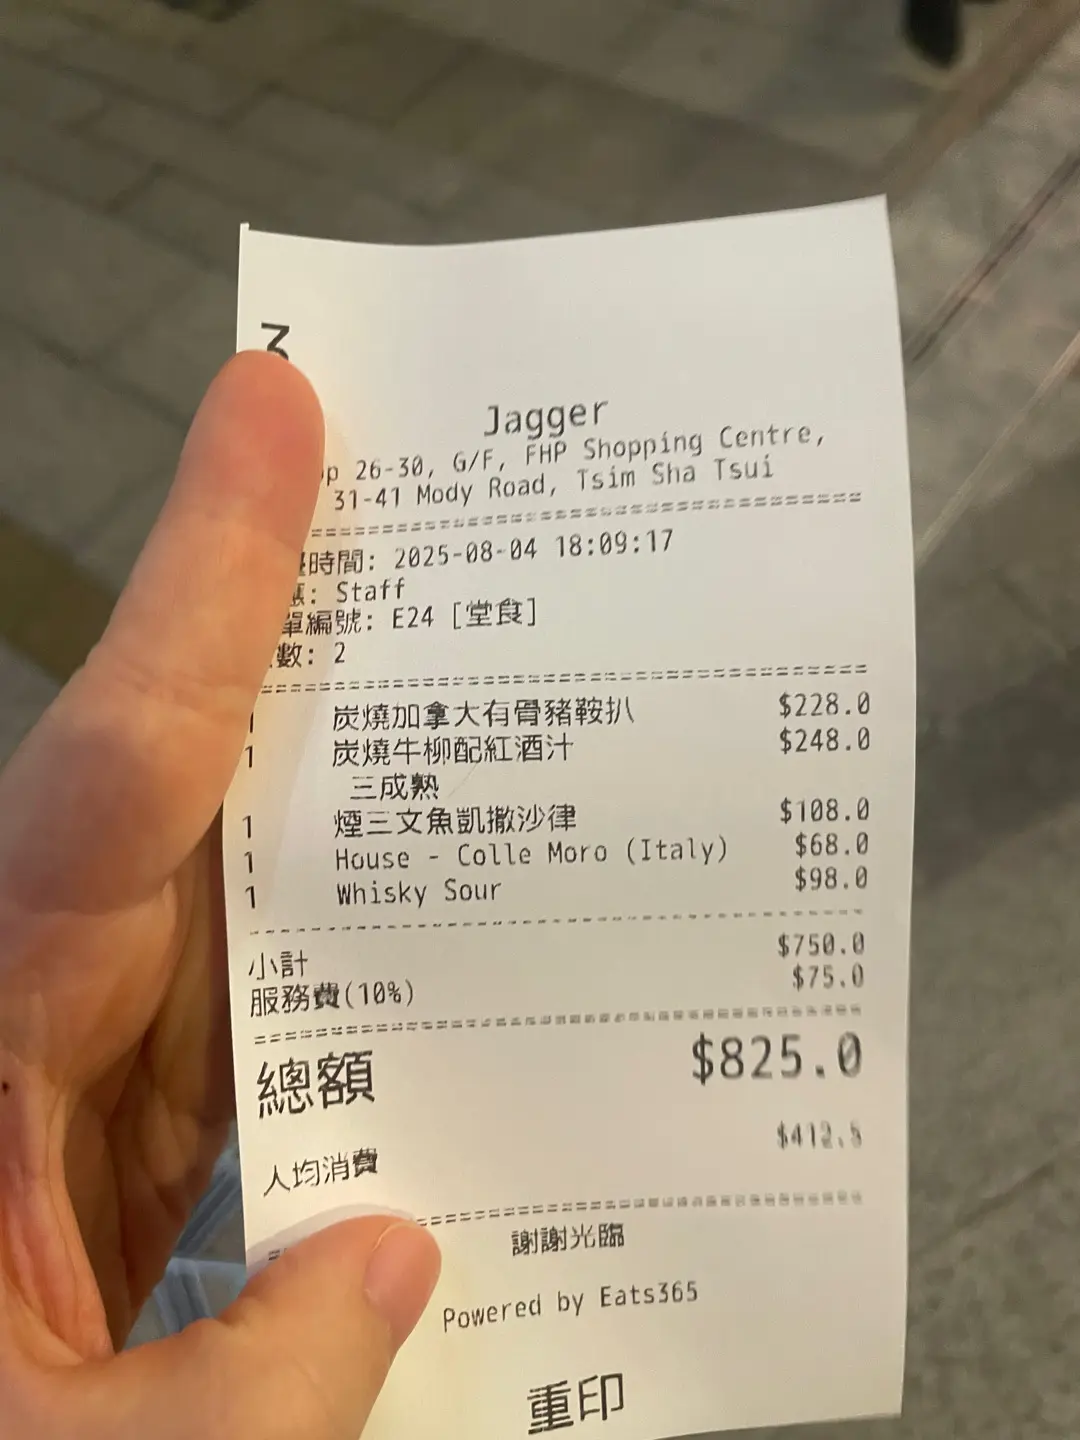 3
Jagger
26-30, G/F, FHP Shopping Centre,
31-41 Mody Road, Tsim Sha Tsui
時間: 2025-08-04 18:09:17
: Staff
單編號: E24 [堂食]
數: 2
1 炭燒加拿大有骨豬鞍扒 $228.0
1 炭燒牛柳配紅酒汁 $248.0
三成熟
1 煙三文魚凱撒沙律 $108.0
1 House - Colle Moro (Italy) $68.0
1 Whisky Sour $98.0
小計 $750.0
服務費(10%) $75.0
總額 $825.0
人均消費 $412.5
謝謝光臨
Powered by Eats365
重印